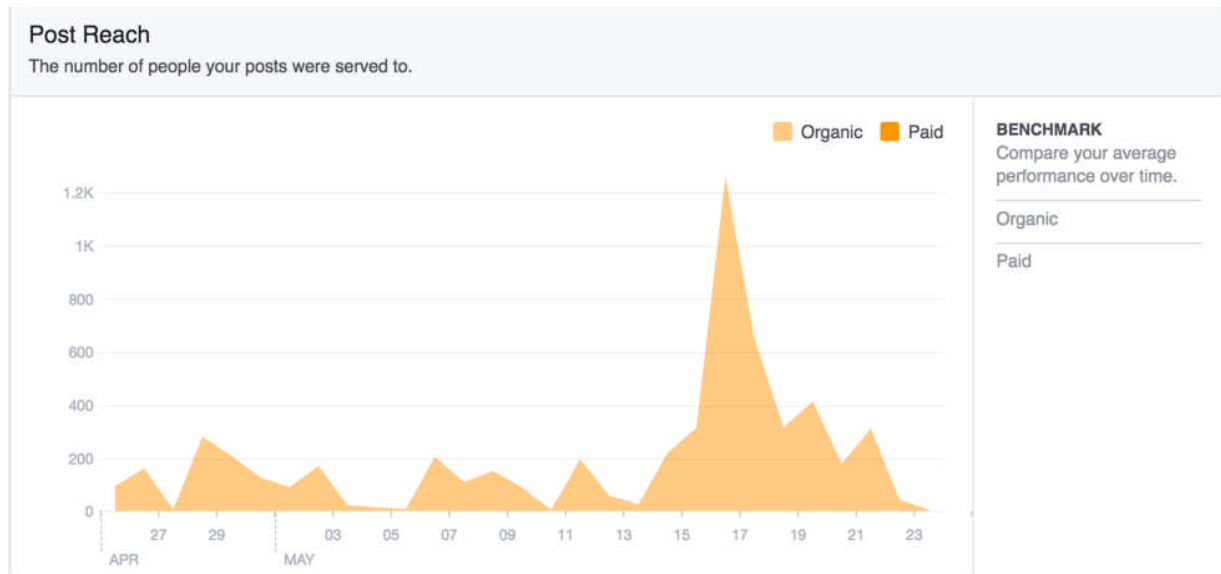 Post Reach
The number of people your posts were served to.
Organic Paid
1.2K
1K
800
600
400
200
0
27 29 03 05 07 09 11 13 15 17 19 21 23
APR MAY
BENCHMARK
Compare your average
performance over time.
Organic
Paid